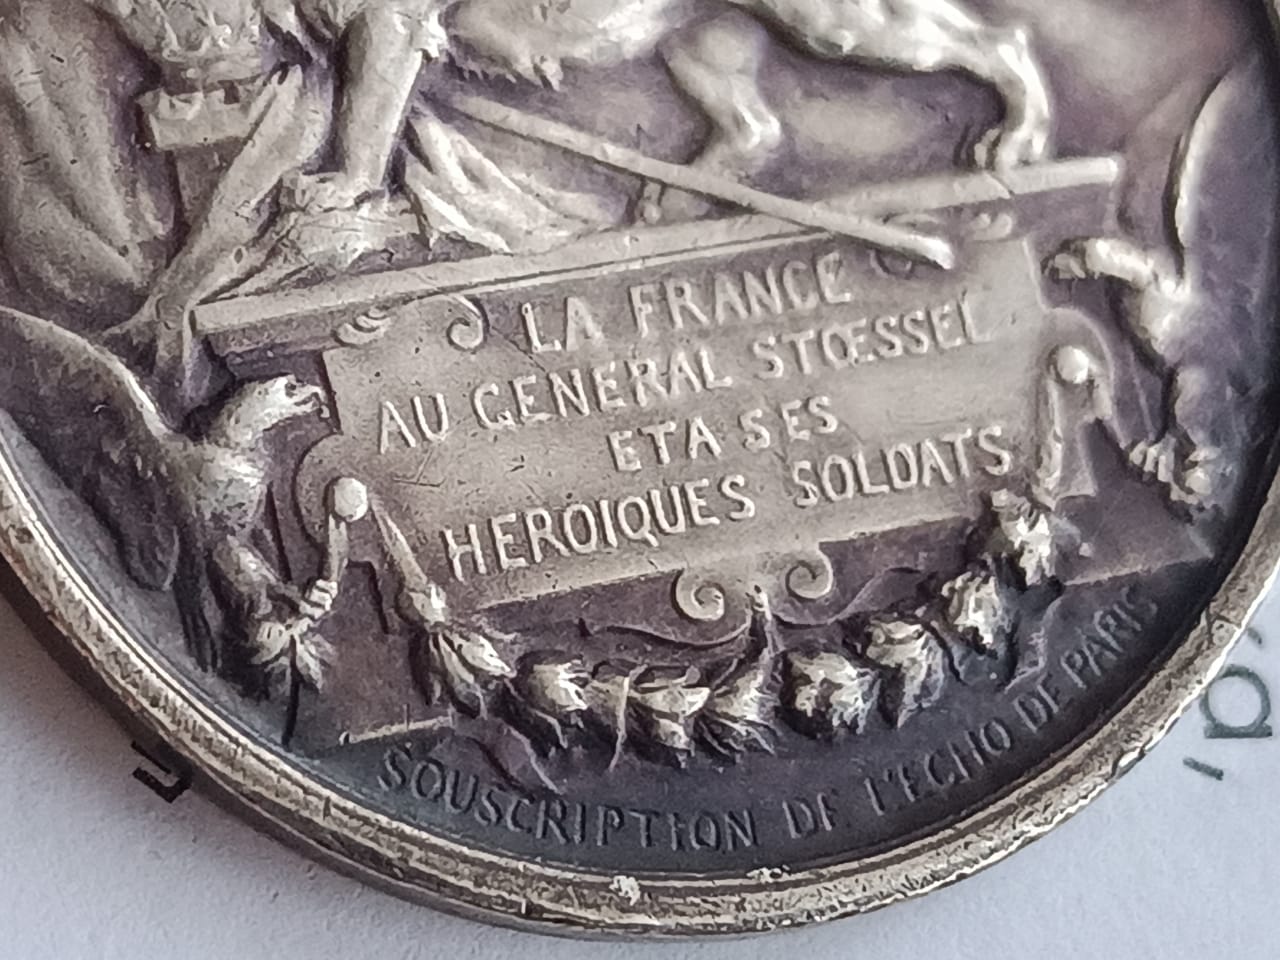 LA FRANCE
AU GENERAL STŒSSEL
ET A SES
HEROIQUES SOLDATS
SOUSCRIPTION DE L'ECHO DE PARIS